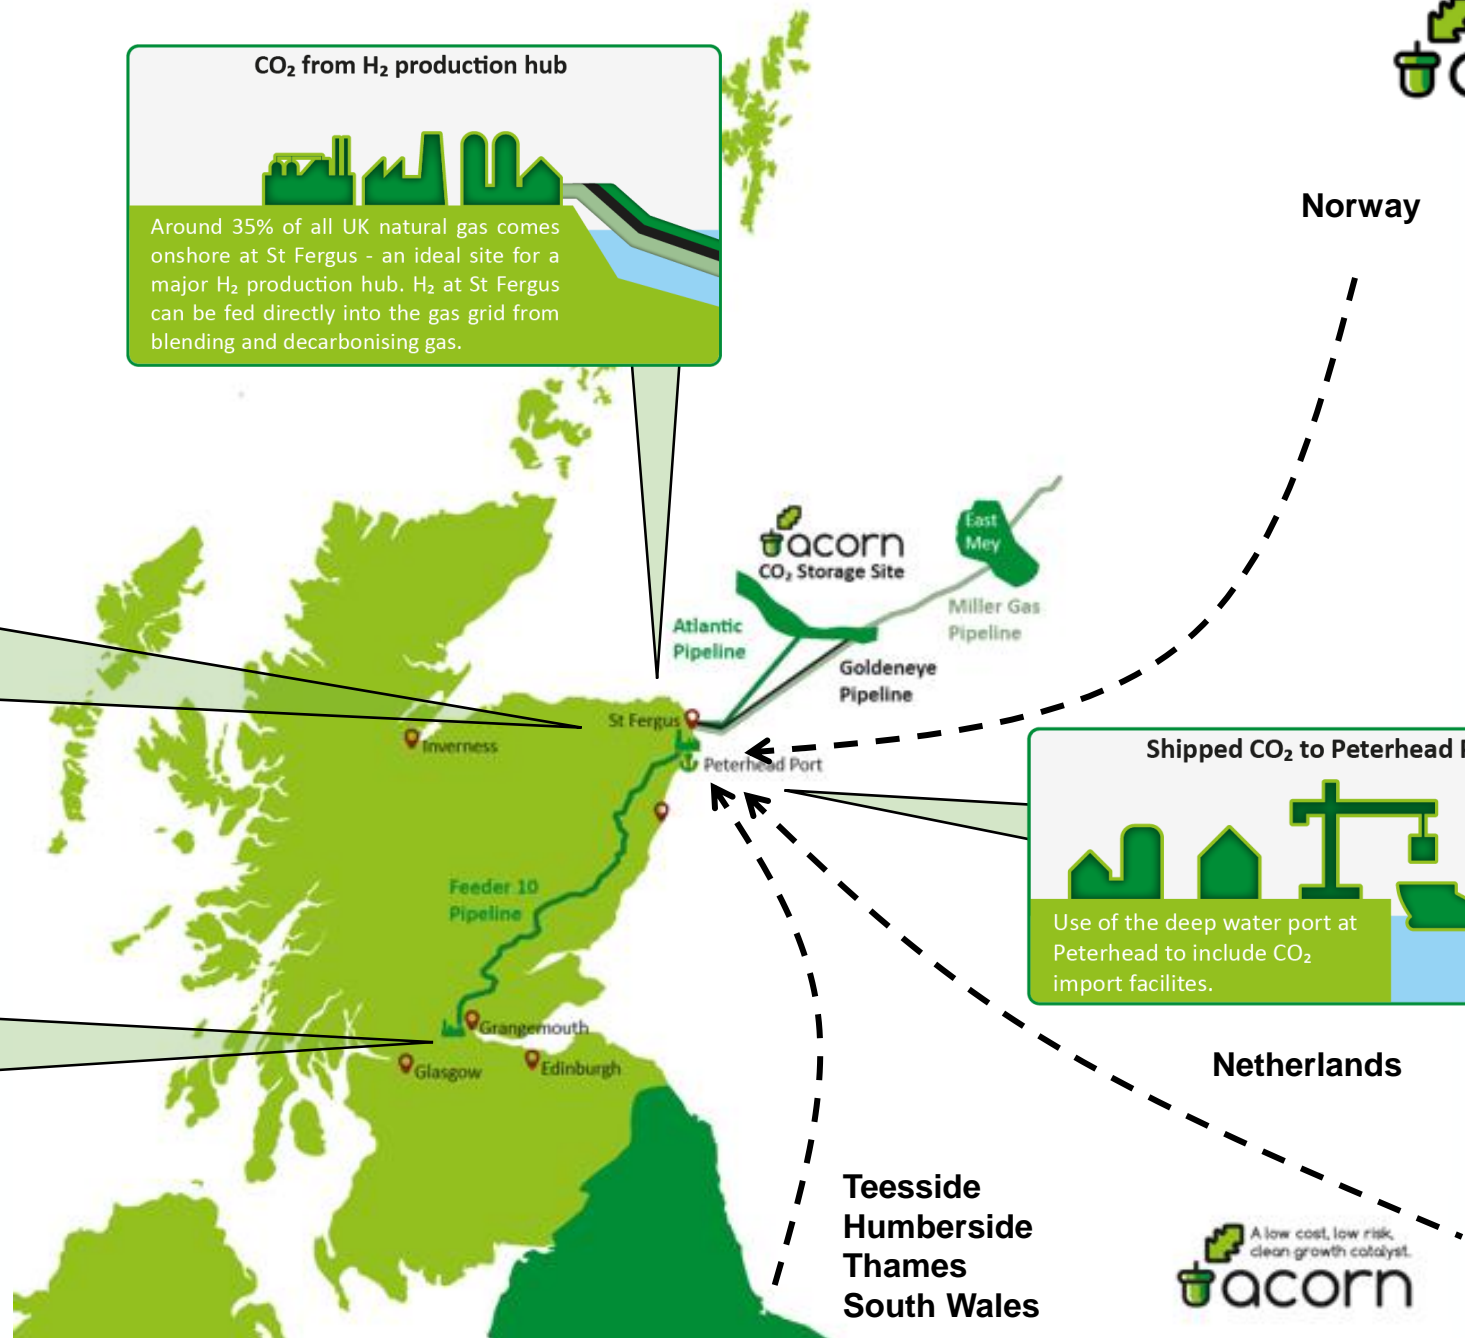 CO₂ from H₂ production hub
Around 35% of all UK natural gas comes
onshore at St Fergus - an ideal site for a
major H₂ production hub. H₂ at St Fergus
can be fed directly into the gas grid from
blending and decarbonising gas.
Norway
acorn
CO₂ Storage Site
East
Mey
Miller Gas
Pipeline
Atlantic
Pipeline
Goldeneye
Pipeline
St Fergus
Inverness
Peterhead Port
Shipped CO₂ to Peterhead
Use of the deep water port at
Peterhead to include CO₂
import facilites.
Feeder 10
Pipeline
Grangemouth
Glasgow
Edinburgh
Netherlands
Teesside
Humberside
Thames
South Wales
A low cost, low risk,
clean growth catalyst.
acorn